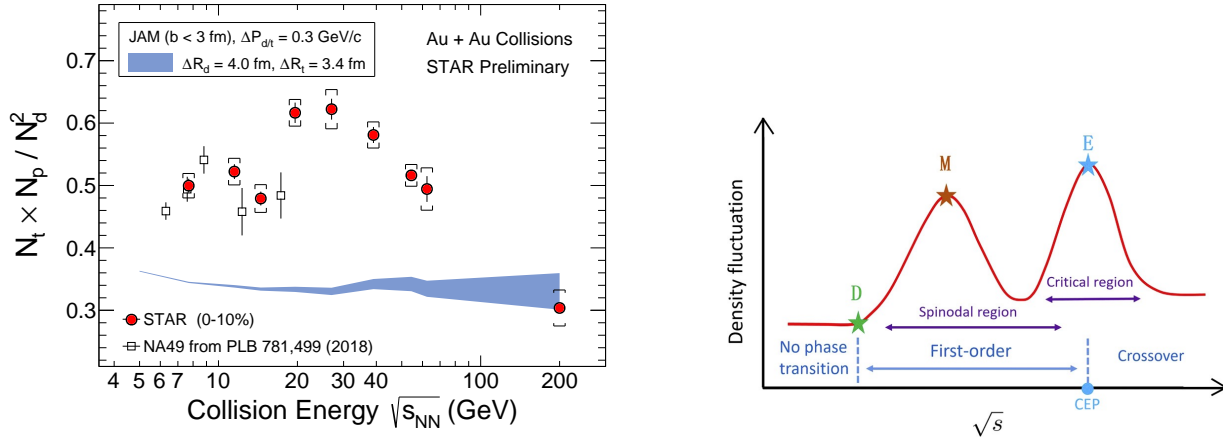 JAM (b < 3 fm), ΔP_{d/t} = 0.3 GeV/c
ΔR_d = 4.0 fm, ΔR_t = 3.4 fm
Au + Au Collisions
STAR Preliminary
0.7
0.6
0.5
0.4
0.3
N_t × N_p / N_d^2
STAR (0-10%)
NA49 from PLB 781,499 (2018)
4 5 6 7 10 20 30 40 100 200
Collision Energy √s_{NN} (GeV)
Density fluctuation
M
E
D
Critical region
Spinodal region
No phase
transition
First-order
Crossover
CEP
√s